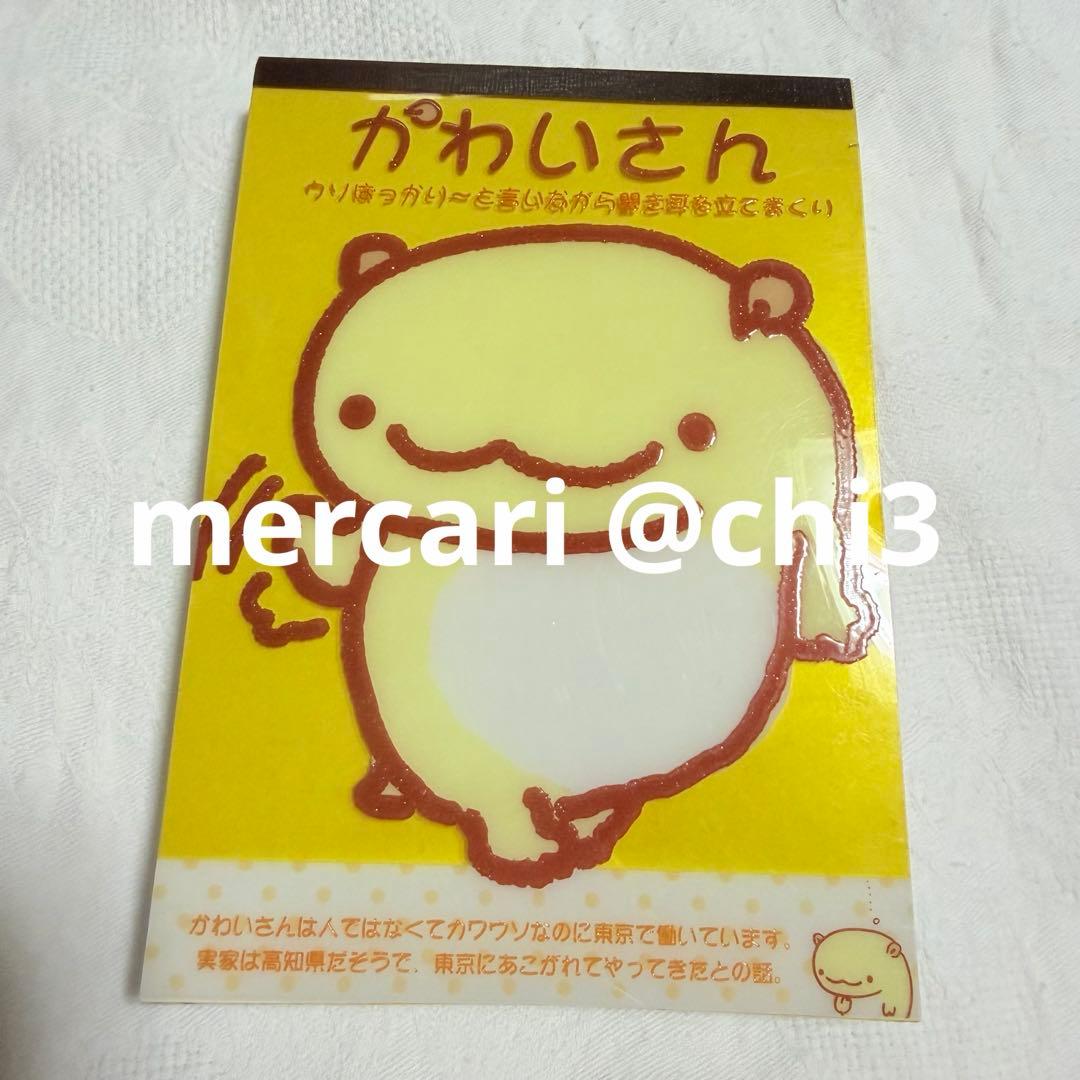 かわいさん
ウソばっかり〜と言いながら聞き耳を立てまくり
mercari @chi3
かわいさんは人ではなくてカワウソなのに東京で働いています。
実家は高知県だそうで、東京にあこがれてやってきたとの話。